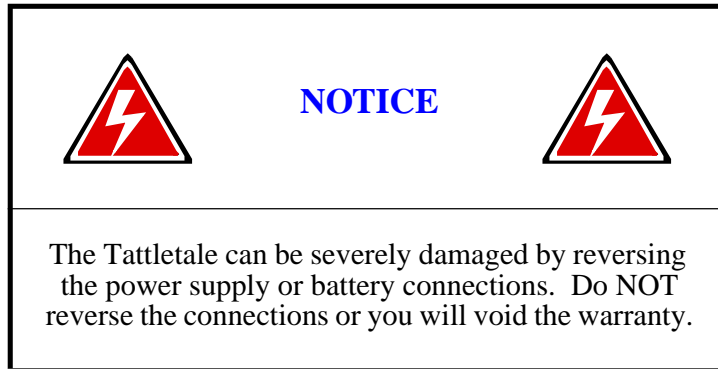 NOTICE
The Tattletale can be severely damaged by reversing
the power supply or battery connections.  Do NOT
reverse the connections or you will void the warranty.